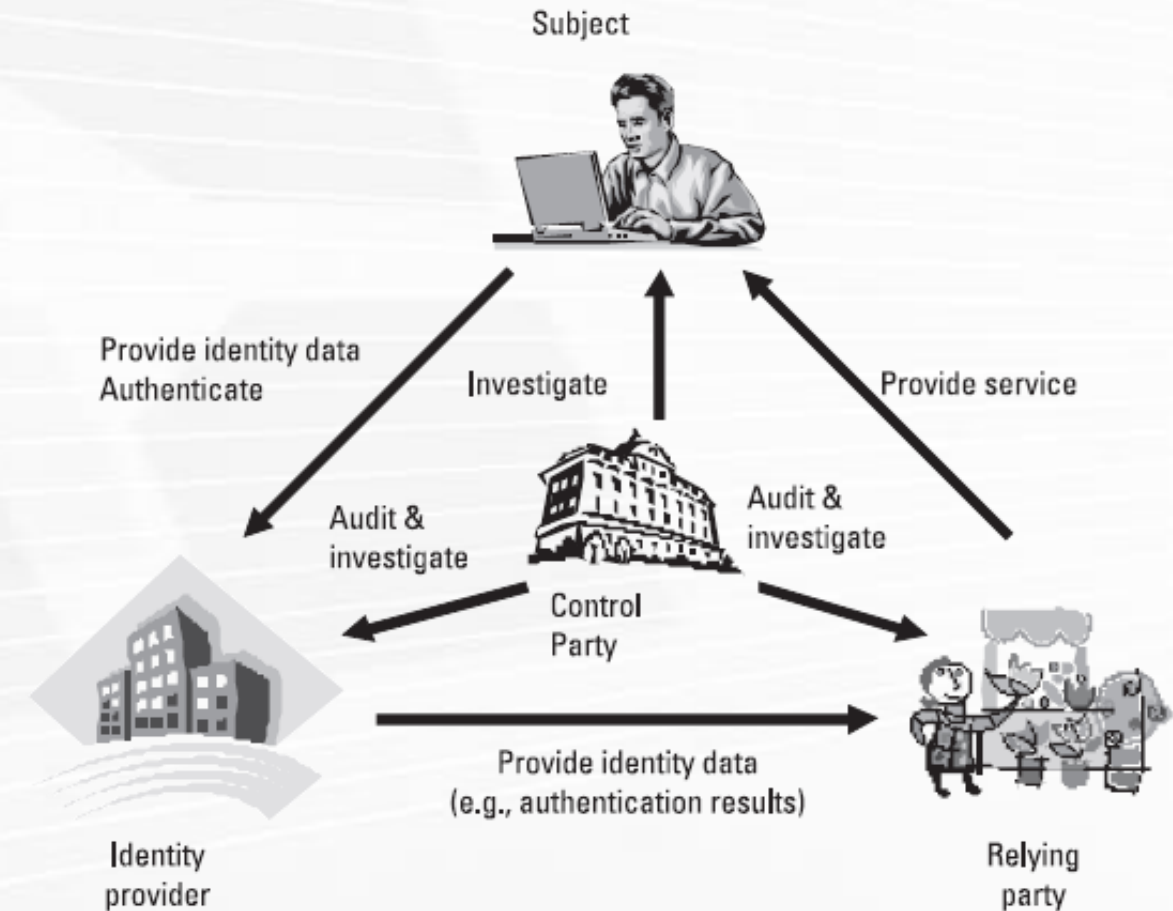 Subject
Provide identity data
Authenticate
Investigate
Provide service
Audit &
investigate
Audit &
investigate
Control
Party
Provide identity data
(e.g., authentication results)
Identity
provider
Relying
party